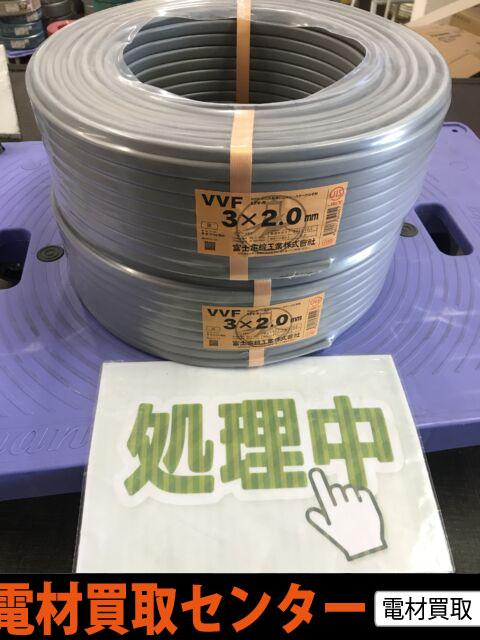 VVF
3×2.0mm
富士電線工業株式会社
VVF
3×2.0mm
富士電線工業株式会社
処理中
電材買取センター
電材買取